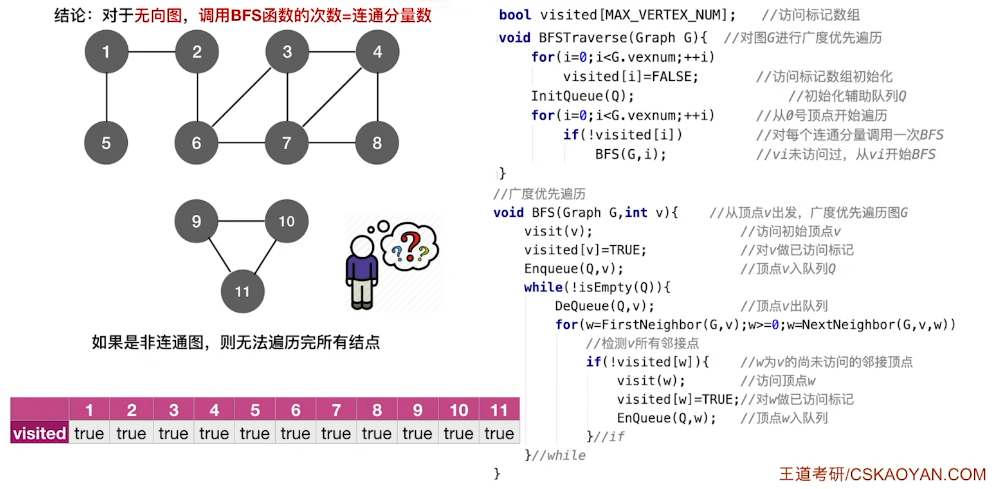 结论：对于无向图，调用BFS函数的次数=连通分量数
1 2 3 4
5 6 7 8
9 10
11
? ? ?
如果是非连通图，则无法遍历完所有结点
1 2 3 4 5 6 7 8 9 10 11
visited true true true true true true true true true true true
bool visited[MAX_VERTEX_NUM]; //访问标记数组
void BFSTraverse(Graph G){ //对图G进行广度优先遍历
for(i=0;i<G.vexnum;++i)
visited[i]=FALSE; //访问标记数组初始化
InitQueue(Q); //初始化辅助队列Q
for(i=0;i<G.vexnum;++i) //从0号顶点开始遍历
if(!visited[i]) //对每个连通分量调用一次BFS
BFS(G,i); //vi未访问过，从vi开始BFS
}
//广度优先遍历
void BFS(Graph G,int v){ //从顶点v出发，广度优先遍历图G
visit(v); //访问初始顶点v
visited[v]=TRUE; //对v做已访问标记
Enqueue(Q,v); //顶点v入队列Q
while(!isEmpty(Q)){
DeQueue(Q,v); //顶点v出队列
for(w=FirstNeighbor(G,v);w>=0;w=NextNeighbor(G,v,w))
//检测v所有邻接点
if(!visited[w]){ //w为v的尚未访问的邻接顶点
visit(w); //访问顶点w
visited[w]=TRUE;//对w做已访问标记
EnQueue(Q,w); //顶点w入队列
}//if
}//while
}
王道考研/CSKAOYAN.COM